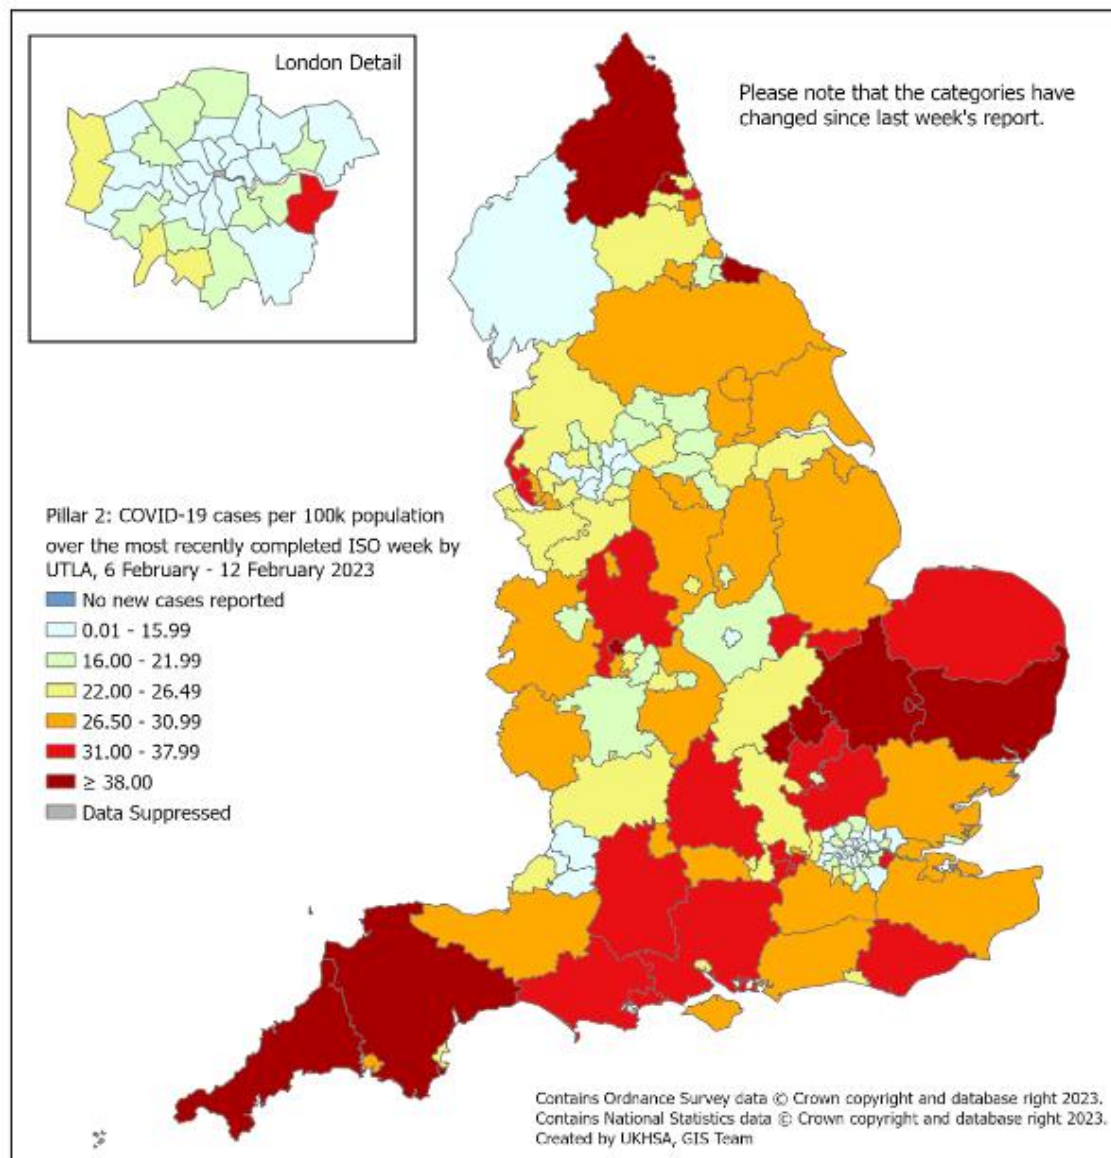 London Detail
Please note that the categories have
changed since last week's report.
Pillar 2: COVID-19 cases per 100k population
over the most recently completed ISO week by
UTLA, 6 February - 12 February 2023
No new cases reported
0.01 - 15.99
16.00 - 21.99
22.00 - 26.49
26.50 - 30.99
31.00 - 37.99
≥ 38.00
Data Suppressed
Contains Ordnance Survey data © Crown copyright and database right 2023.
Contains National Statistics data © Crown copyright and database right 2023.
Created by UKHSA, GIS Team